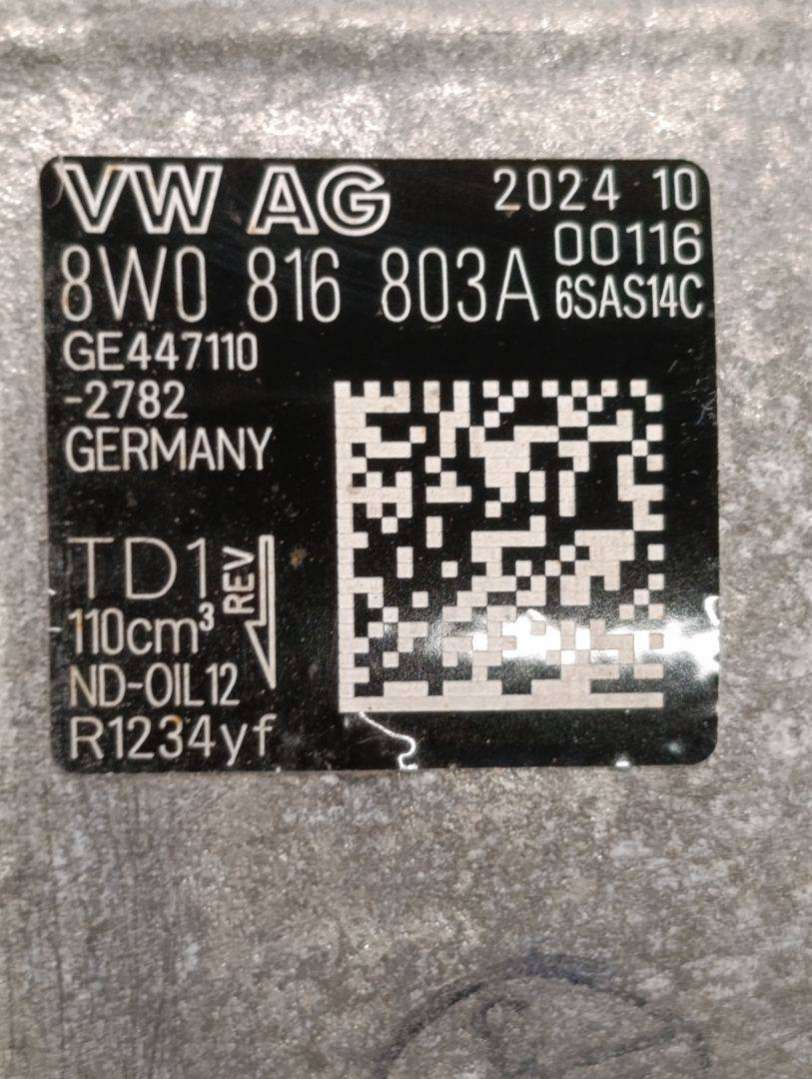 VW AG 2024 10
00116
8W0 816 803A 6SAS14C
GE447110
-2782
GERMANY
TD1 REV
110cm³
ND-OIL12
R1234yf